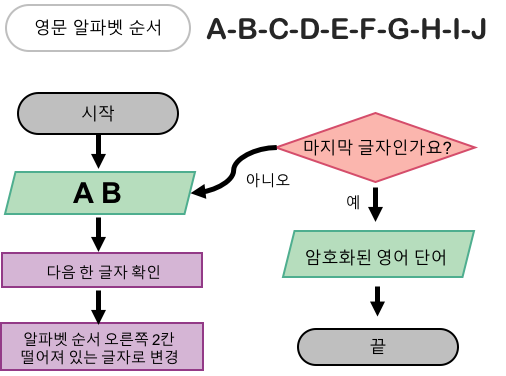 영문 알파벳 순서
A-B-C-D-E-F-G-H-I-J
시작
A B
다음 한 글자 확인
알파벳 순서 오른쪽 2칸
떨어져 있는 글자로 변경
마지막 글자인가요?
아니오
예
암호화된 영어 단어
끝